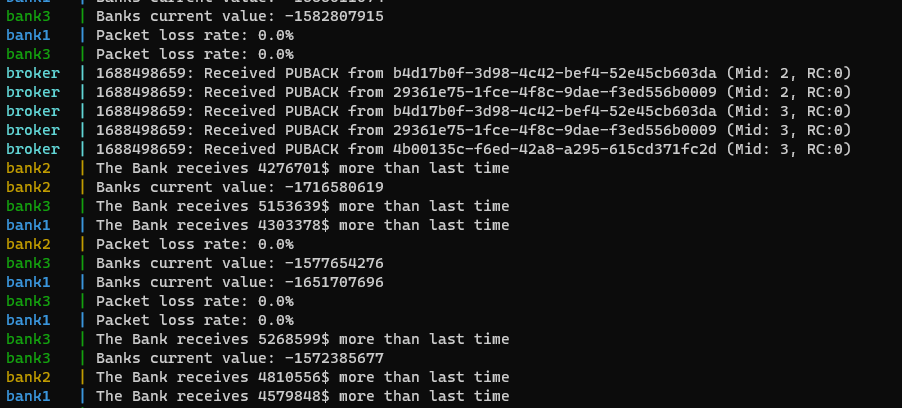 bank3   | Banks current value: -1582807915
bank1   | Packet loss rate: 0.0%
bank3   | Packet loss rate: 0.0%
broker  | 1688498659: Received PUBACK from b4d17b0f-3d98-4c42-bef4-52e45cb603da (Mid: 2, RC:0)
broker  | 1688498659: Received PUBACK from 29361e75-1fce-4f8c-9dae-f3ed556b0009 (Mid: 2, RC:0)
broker  | 1688498659: Received PUBACK from b4d17b0f-3d98-4c42-bef4-52e45cb603da (Mid: 3, RC:0)
broker  | 1688498659: Received PUBACK from 29361e75-1fce-4f8c-9dae-f3ed556b0009 (Mid: 3, RC:0)
broker  | 1688498659: Received PUBACK from 4b00135c-f6ed-42a8-a295-615cd371fc2d (Mid: 3, RC:0)
bank2   | The Bank receives 4276701$ more than last time
bank2   | Banks current value: -1716580619
bank3   | The Bank receives 5153639$ more than last time
bank1   | The Bank receives 4303378$ more than last time
bank2   | Packet loss rate: 0.0%
bank3   | Banks current value: -1577654276
bank1   | Banks current value: -1651707696
bank3   | Packet loss rate: 0.0%
bank1   | Packet loss rate: 0.0%
bank3   | The Bank receives 5268599$ more than last time
bank3   | Banks current value: -1572385677
bank2   | The Bank receives 4810556$ more than last time
bank1   | The Bank receives 4579848$ more than last time